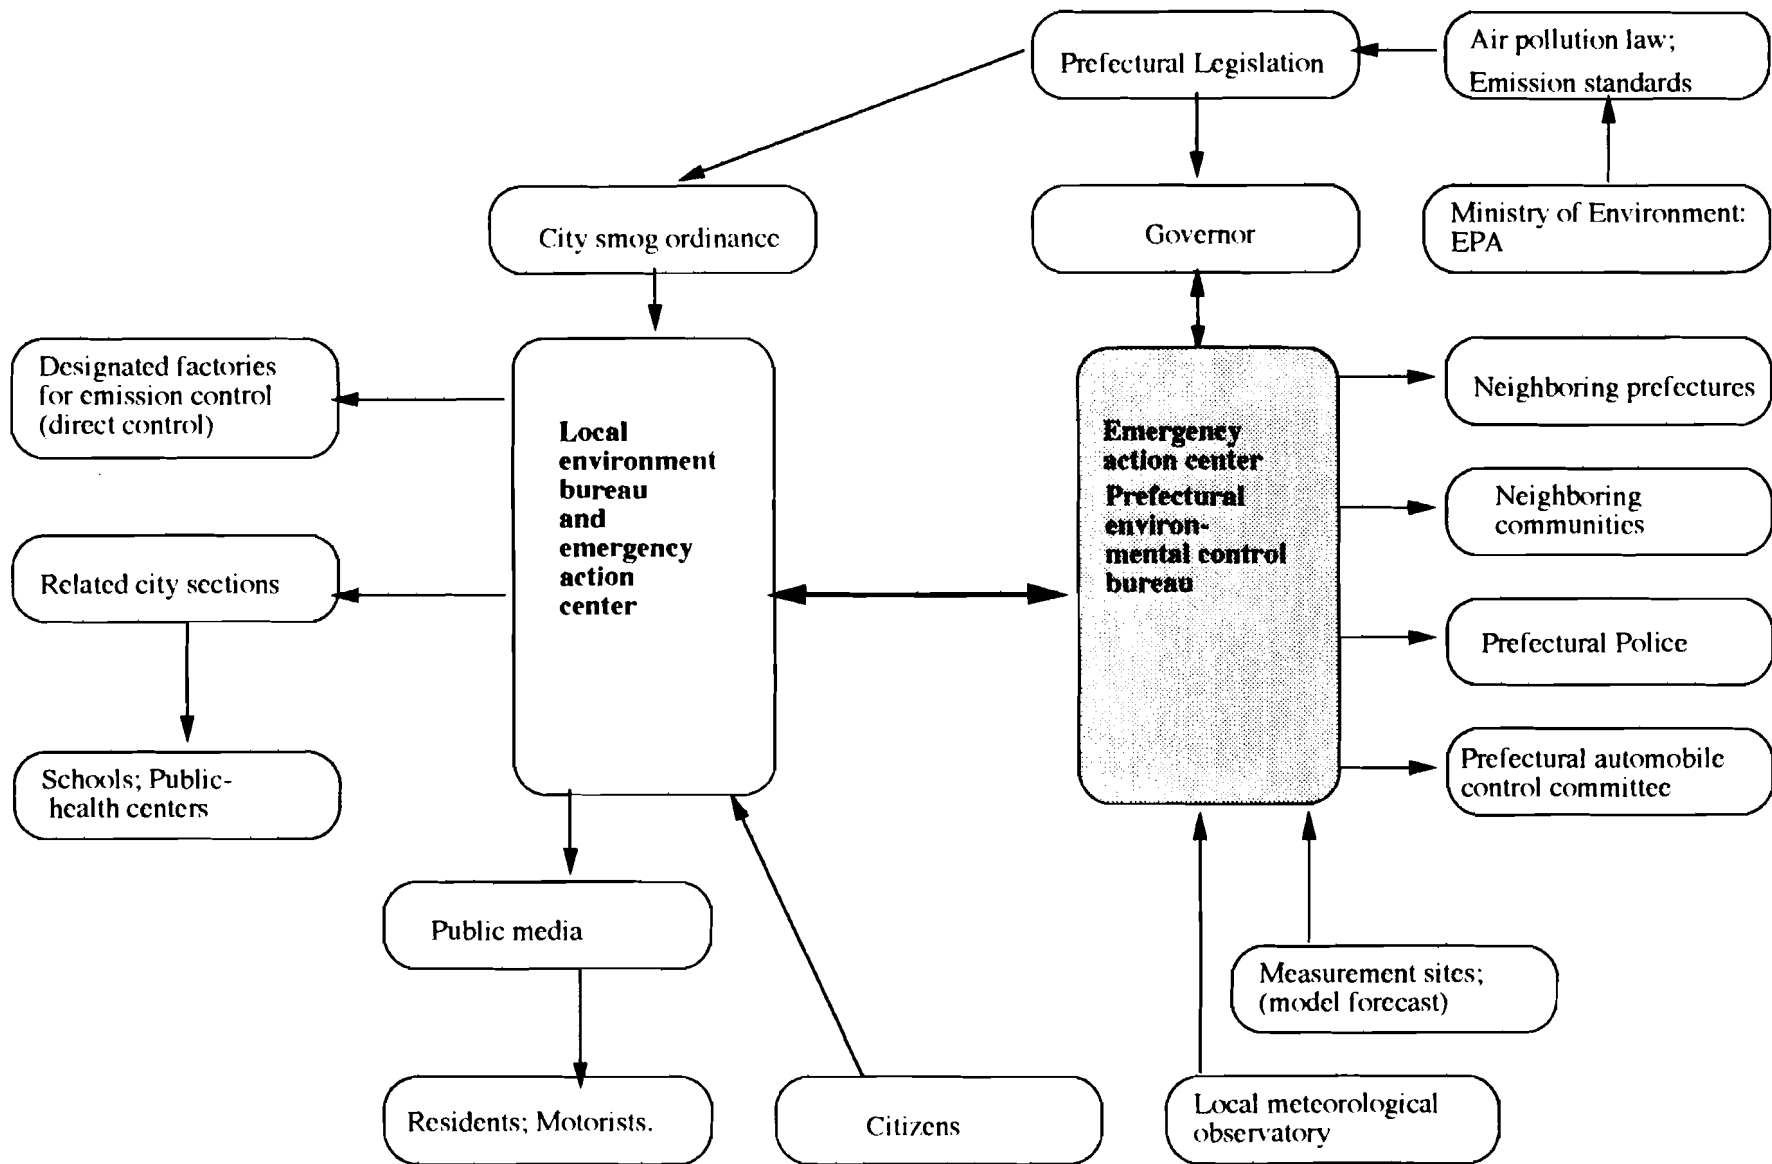 Prefectural Legislation
Air pollution law;
Emission standards
City smog ordinance
Governor
Ministry of Environment:
EPA
Designated factories
for emission control
(direct control)
Local
environment
bureau
and
emergency
action
center
Emergency
action center
Prefectural
environ-
mental control
bureau
Neighboring prefectures
Neighboring
communities
Related city sections
Prefectural Police
Schools; Public-
health centers
Prefectural automobile
control committee
Public media
Measurement sites;
(model forecast)
Residents; Motorists.
Citizens
Local meteorological
observatory